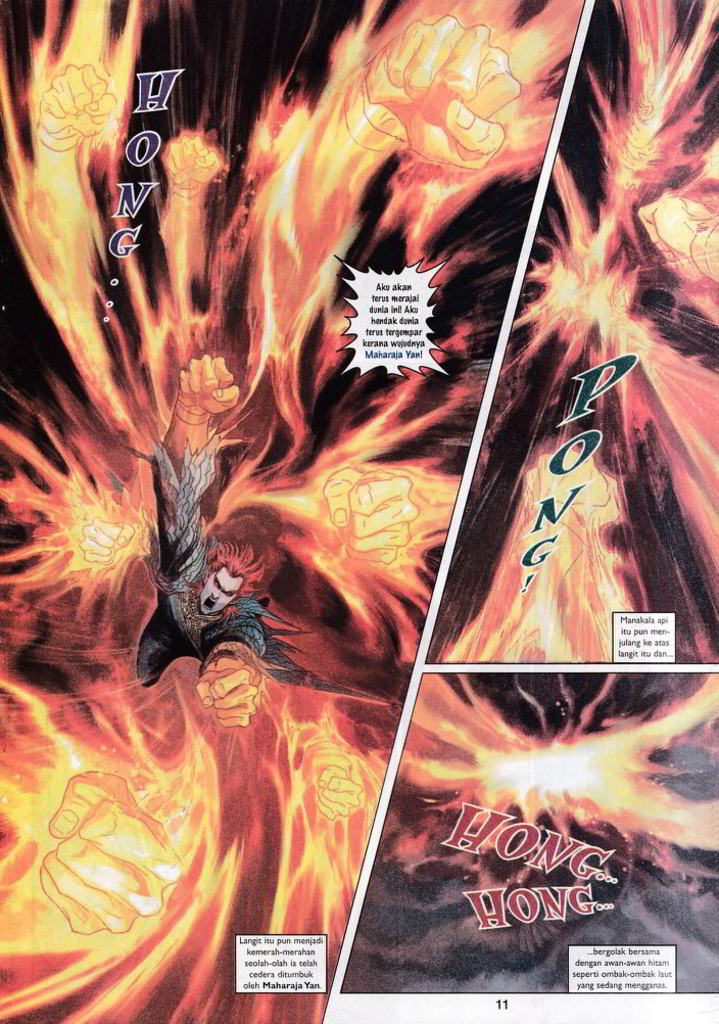 HONG...
Aku akan
terus merajai
dunia ini! Aku
hendak dunia
terus tergempar
kerana wujudnya
Maharaja Yan!
Langit itu pun menjadi
kemerah-merahan
seolah-olah ia telah
cedera ditumbuk
oleh Maharaja Yan.
PONG!
Manakala api
itu pun men-
julang ke atas
langit itu dan...
HONG...
HONG...
...bergolak bersama
dengan awan-awan hitam
seperti ombak-ombak laut
yang sedang mengganas.
11